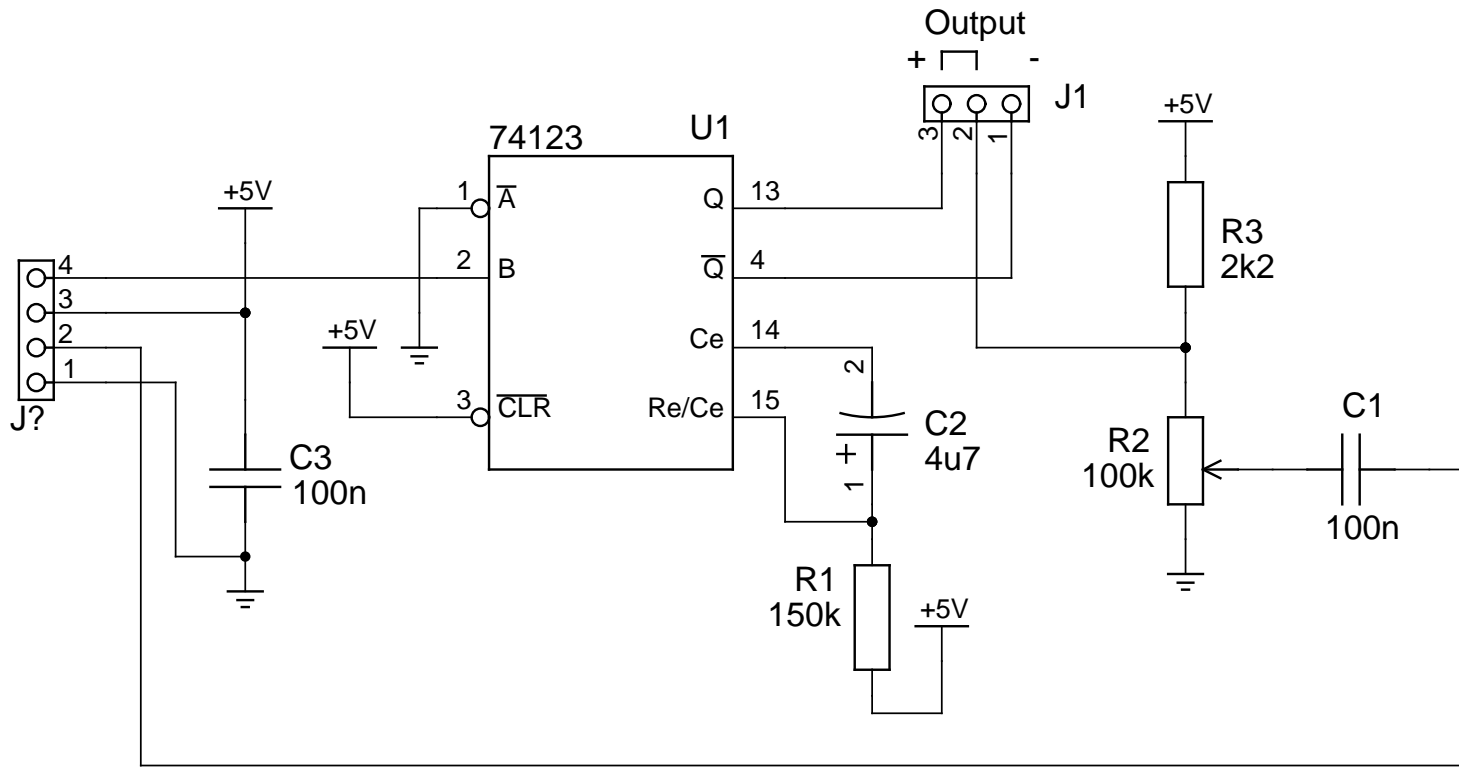 Output
+ -
J1
3 2 1
+5V
R3
2k2
74123 U1
1 A
2 B
3 CLR
Q 13
Q 4
Ce 14
Re/Ce 15
+5V
4
3
2
1
J?
+5V
C3
100n
2
+
1
C2
4u7
R1
150k
+5V
R2
100k
C1
100n